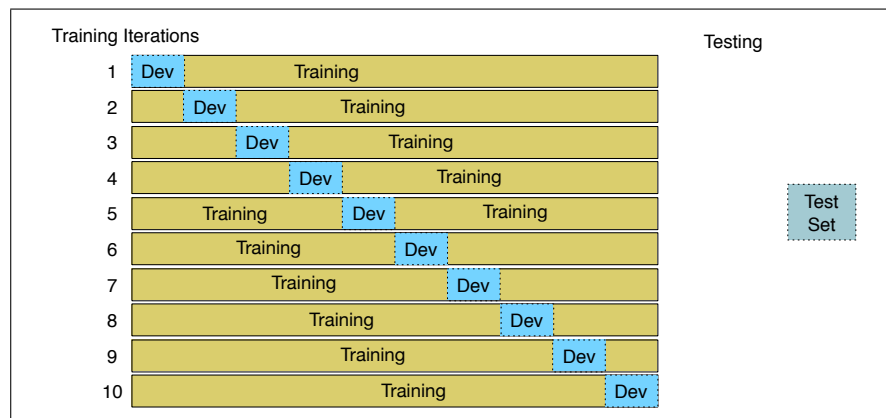 Training Iterations
Testing
1 Dev Training
2 Dev Training
3 Dev Training
4 Dev Training
5 Training Dev Training
6 Training Dev
7 Training Dev
8 Training Dev
9 Training Dev
10 Training Dev
Test
Set